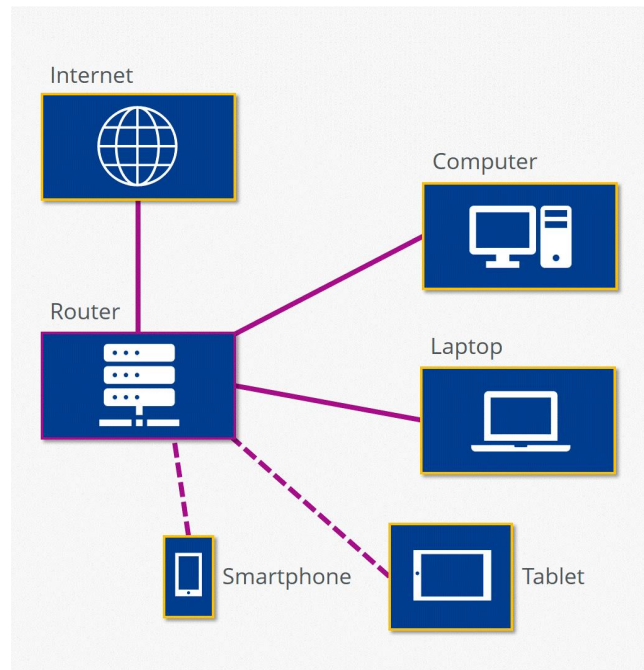 Internet
Computer
Router
Laptop
Smartphone
Tablet